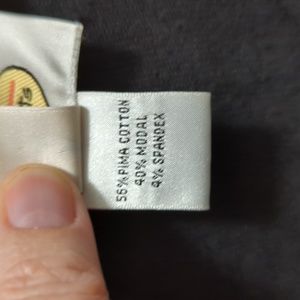 56% PIMA COTTON
40% MODAL
4% SPANDEX